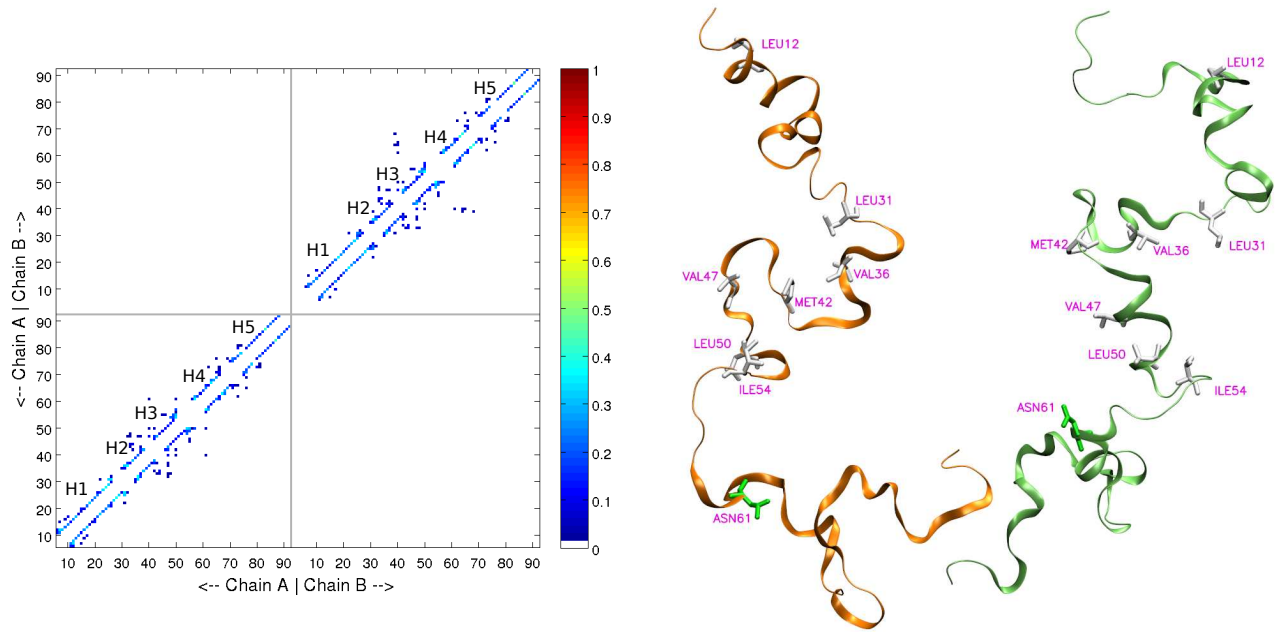 90
80
70
60
50
40
30
20
10
90
80
70
60
50
40
30
20
10
<-- Chain A | Chain B -->
H1
H2
H3
H4
H5
H1
H2
H3
H4
H5
10 20 30 40 50 60 70 80 90 10 20 30 40 50 60 70 80 90
<-- Chain A | Chain B -->
1
0.9
0.8
0.7
0.6
0.5
0.4
0.3
0.2
0.1
0
LEU12
LEU31
VAL36
VAL47
MET42
LEU50
ILE54
ASN61
LEU12
LEU31
MET42
VAL36
VAL47
LEU50
ILE54
ASN61